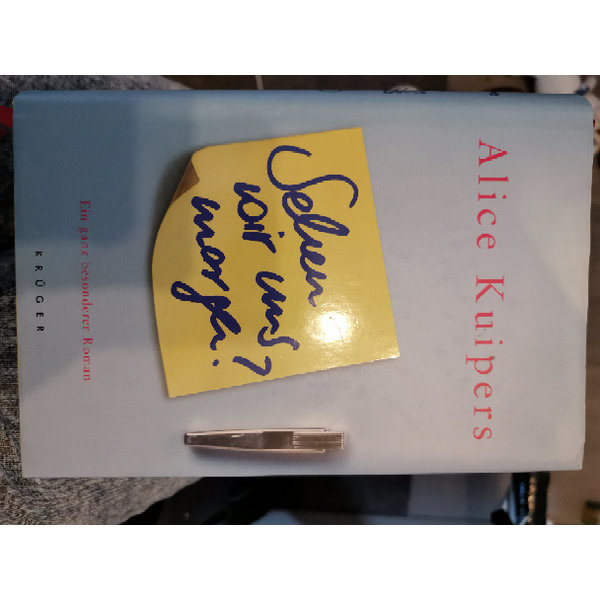 Alice Kuipers
Sehen
wir uns
morgen?
Ein ganz besonderer Roman
KRÜGER